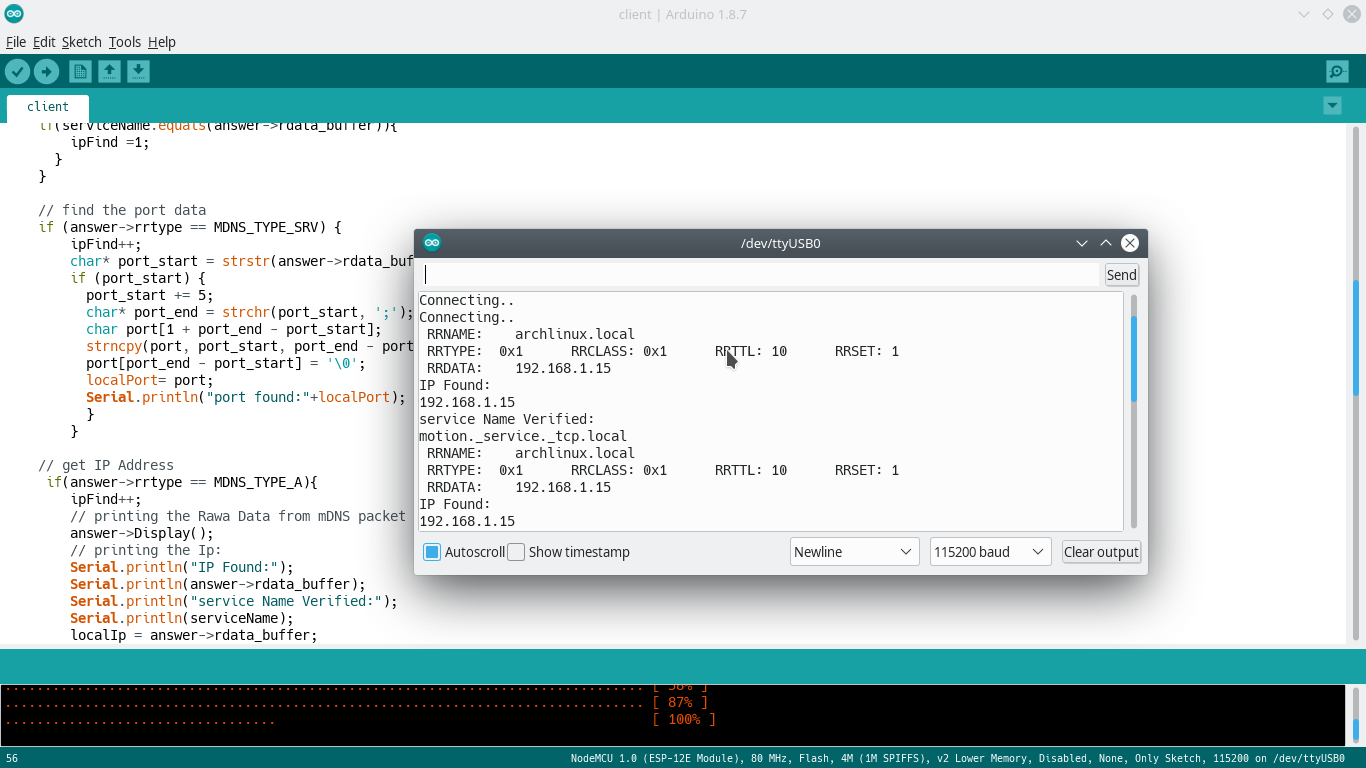 client | Arduino 1.8.7
File Edit Sketch Tools Help
client
if(serviceName.equals(answer->rdata_buffer)){
ipFind =1;
}
}
// find the port data
if (answer->rrtype == MDNS_TYPE_SRV) {
ipFind++;
char* port_start = strstr(answer->rdata_buf
if (port_start) {
port_start += 5;
char* port_end = strchr(port_start, ';');
char port[1 + port_end - port_start];
strncpy(port, port_start, port_end - port
port[port_end - port_start] = '\0';
localPort= port;
Serial.println("port found:"+localPort);
}
}
// get IP Address
if(answer->rrtype == MDNS_TYPE_A){
ipFind++;
// printing the Rawa Data from mDNS packet
answer->Display();
// printing the Ip:
Serial.println("IP Found:");
Serial.println(answer->rdata_buffer);
Serial.println("service Name Verified:");
Serial.println(serviceName);
localIp = answer->rdata_buffer;
/dev/ttyUSB0
Send
Connecting..
Connecting..
RRNAME: archlinux.local
RRTYPE: 0x1 RRCLASS: 0x1 RRTTL: 10 RRSET: 1
RRDATA: 192.168.1.15
IP Found:
192.168.1.15
service Name Verified:
motion._service._tcp.local
RRNAME: archlinux.local
RRTYPE: 0x1 RRCLASS: 0x1 RRTTL: 10 RRSET: 1
RRDATA: 192.168.1.15
IP Found:
192.168.1.15
Autoscroll Show timestamp Newline 115200 baud Clear output
................................................................................ [ 58% ]
................................................................................ [ 87% ]
.................................. [ 100% ]
56 NodeMCU 1.0 (ESP-12E Module), 80 MHz, Flash, 4M (1M SPIFFS), v2 Lower Memory, Disabled, None, Only Sketch, 115200 on /dev/ttyUSB0